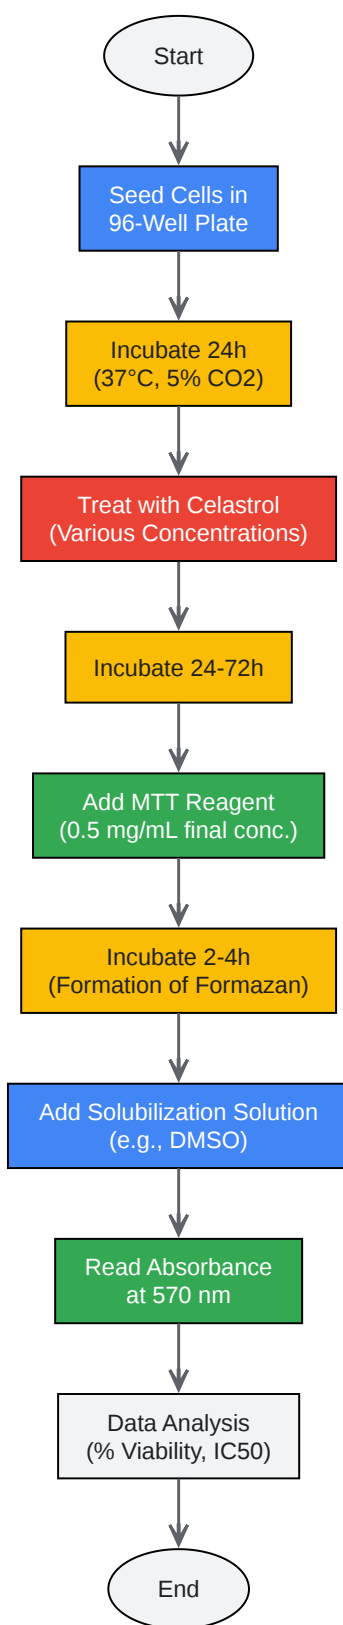 Start
Seed Cells in
96-Well Plate
Incubate 24h
(37°C, 5% CO2)
Treat with Celastrol
(Various Concentrations)
Incubate 24-72h
Add MTT Reagent
(0.5 mg/mL final conc.)
Incubate 2-4h
(Formation of Formazan)
Add Solubilization Solution
(e.g., DMSO)
Read Absorbance
at 570 nm
Data Analysis
(% Viability, IC50)
End